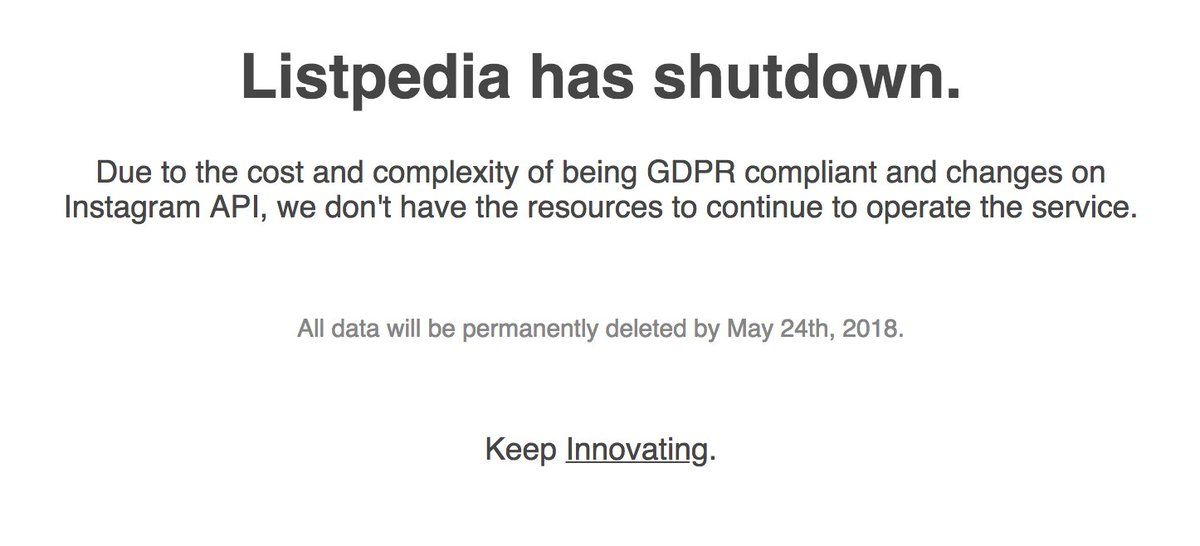 Listpedia has shutdown.
Due to the cost and complexity of being GDPR compliant and changes on
Instagram API, we don't have the resources to continue to operate the service.
All data will be permanently deleted by May 24th, 2018.
Keep Innovating.